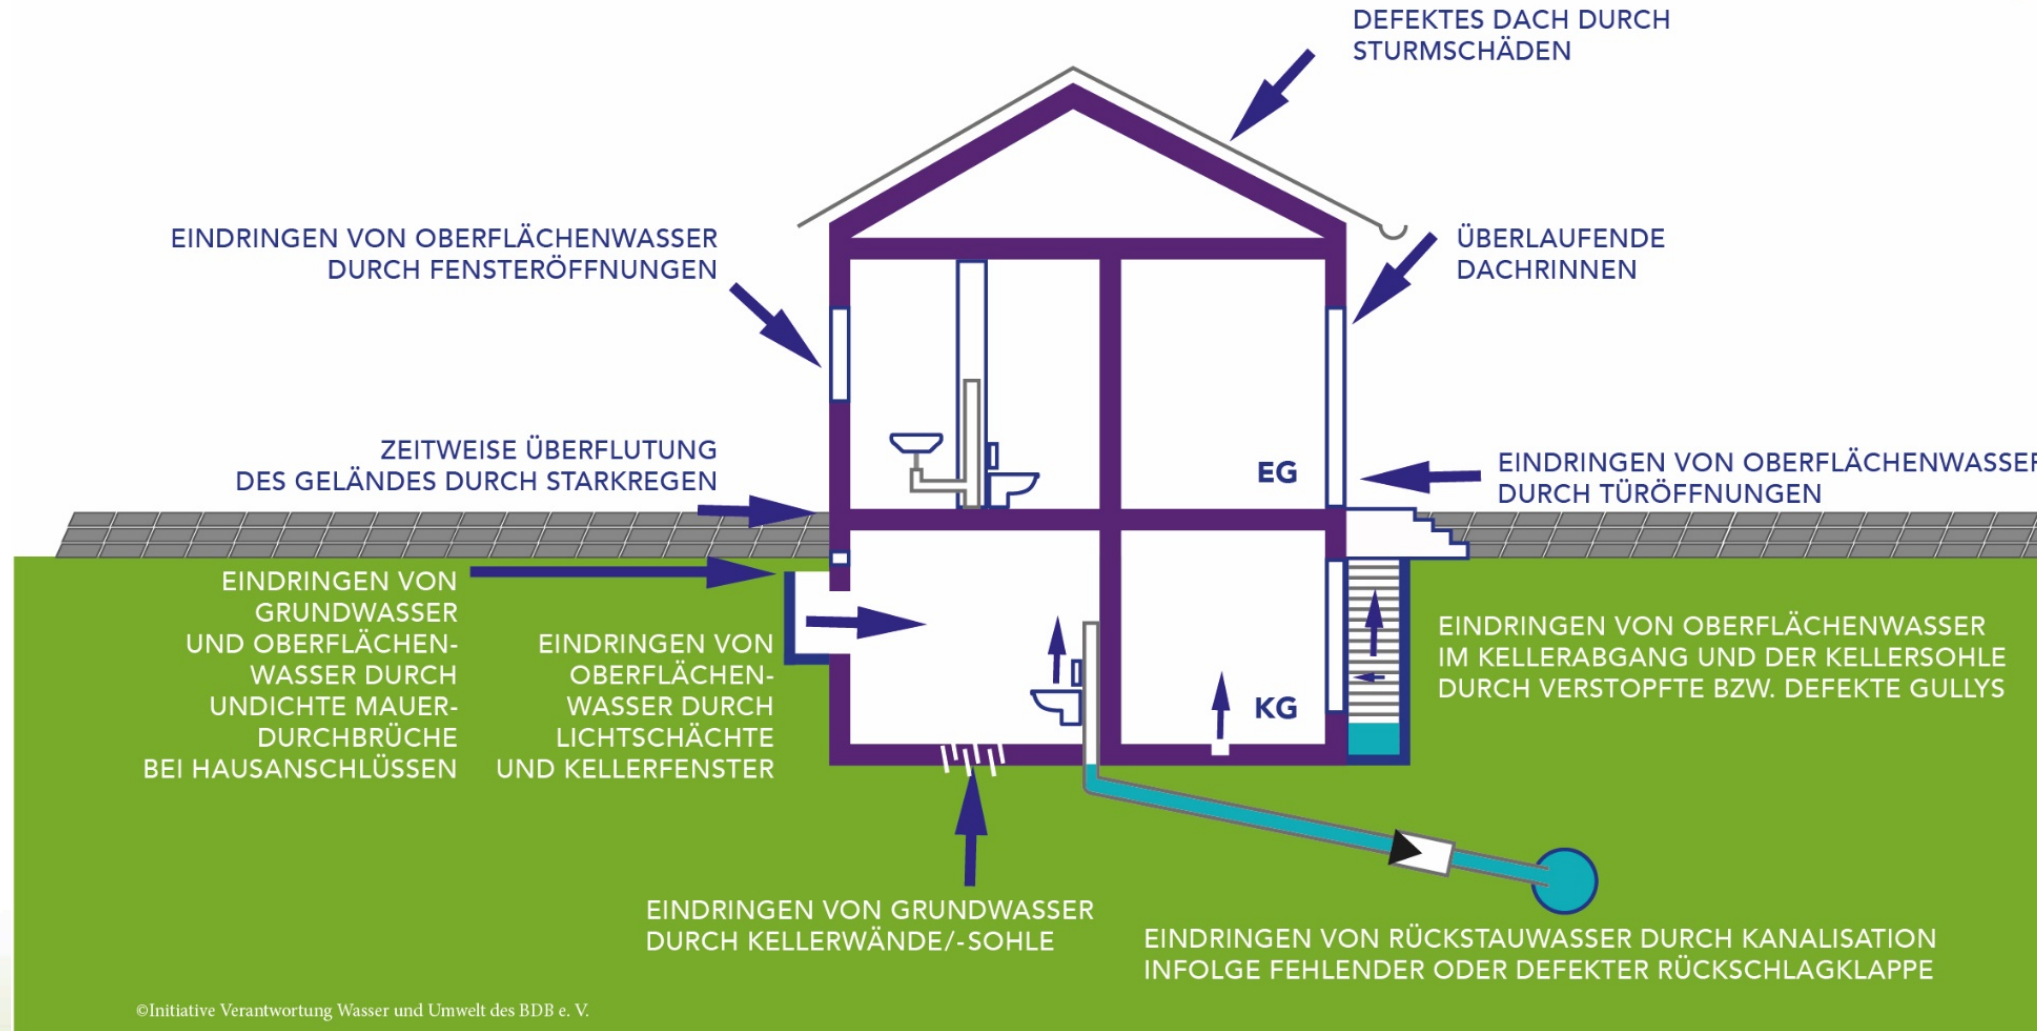 DEFEKTES DACH DURCH
STURMSCHÄDEN
EINDRINGEN VON OBERFLÄCHENWASSER
DURCH FENSTERÖFFNUNGEN
ÜBERLAUFENDE
DACHRINNEN
ZEITWEISE ÜBERFLUTUNG
DES GELÄNDES DURCH STARKREGEN
EG
EINDRINGEN VON OBERFLÄCHENWASSER
DURCH TÜRÖFFNUNGEN
EINDRINGEN VON
GRUNDWASSER
UND OBERFLÄCHEN-
WASSER DURCH
UNDICHTE MAUER-
DURCHBRÜCHE
BEI HAUSANSCHLÜSSEN
EINDRINGEN VON
OBERFLÄCHEN-
WASSER DURCH
LICHTSCHÄCHTE
UND KELLERFENSTER
KG
EINDRINGEN VON OBERFLÄCHENWASSER
IM KELLERABGANG UND DER KELLERSOHLE
DURCH VERSTOPFTE BZW. DEFEKTE GULLYS
EINDRINGEN VON GRUNDWASSER
DURCH KELLERWÄNDE/-SOHLE
EINDRINGEN VON RÜCKSTAUWASSER DURCH KANALISATION
INFOLGE FEHLENDER ODER DEFEKTER RÜCKSCHLAGKLAPPE
©Initiative Verantwortung Wasser und Umwelt des BDB e. V.